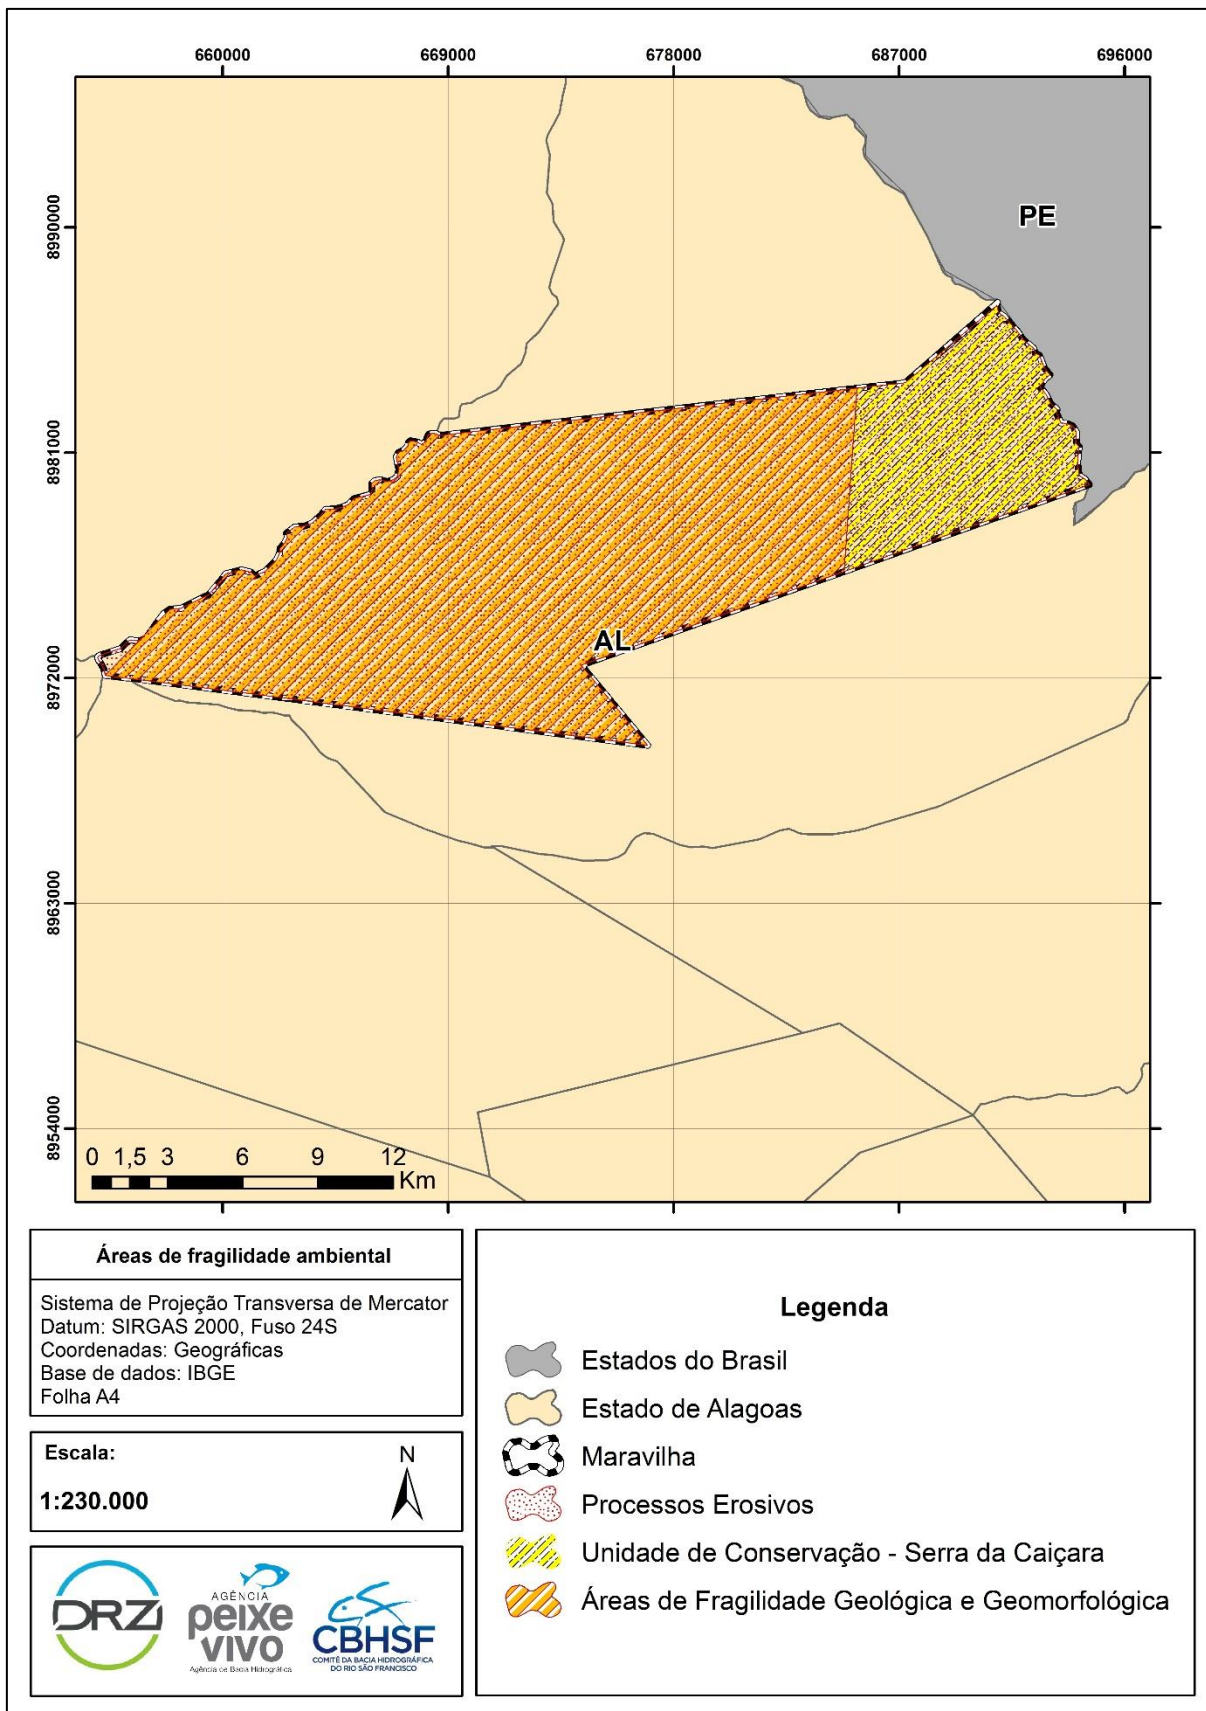 660000 669000 678000 687000 696000
8990000
8981000
8972000
8963000
8954000
PE
AL
0 1,5 3 6 9 12
Km
Áreas de fragilidade ambiental
Sistema de Projeção Transversa de Mercator
Datum: SIRGAS 2000, Fuso 24S
Coordenadas: Geográficas
Base de dados: IBGE
Folha A4
Escala:
N
1:230.000
DRZ
AGÊNCIA
peixe
vivo
Agência de Bacia Hidrográfica
CBHSF
COMITÊ DA BACIA HIDROGRÁFICA
DO RIO SÃO FRANCISCO
Legenda
Estados do Brasil
Estado de Alagoas
Maravilha
Processos Erosivos
Unidade de Conservação - Serra da Caiçara
Áreas de Fragilidade Geológica e Geomorfológica